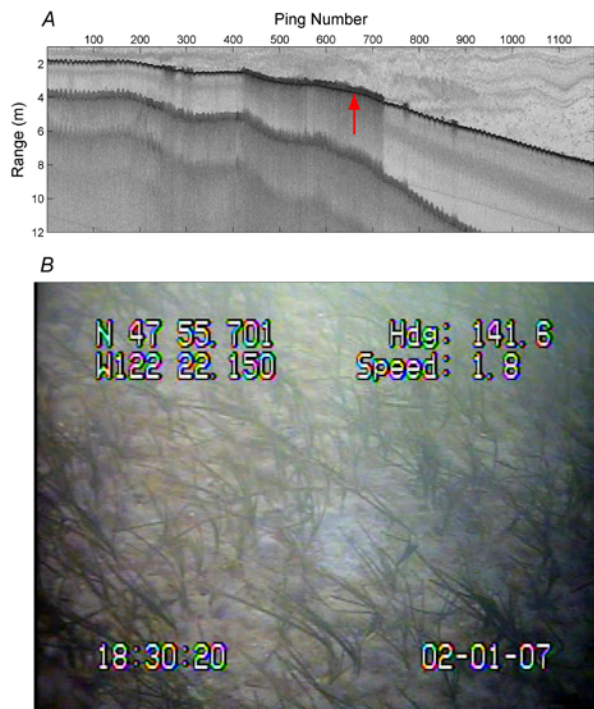 A
Ping Number
100 200 300 400 500 600 700 800 900 1000 1100
Range (m)
2
4
6
8
10
12
B
N 47 55.701 Hdg: 141.6
W122 22.150 Speed: 1.8
18:30:20 02-01-07